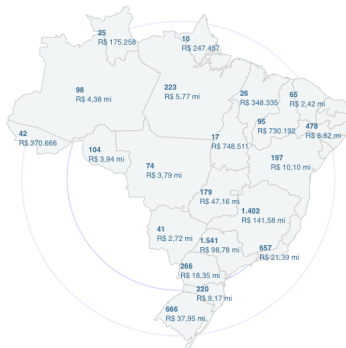 25
R$ 175.258
10
R$ 247.457
98
R$ 4,38 mi
223
R$ 5,77 mi
26
R$ 348.335
65
R$ 2,42 mi
95
R$ 730.192
478
R$ 6,82 mi
42
R$ 370.666
104
R$ 3,94 mi
17
R$ 748.511
74
R$ 3,79 mi
197
R$ 10,10 mi
179
R$ 47,16 mi
1.402
R$ 141,58 mi
41
R$ 2,72 mi
1.541
R$ 98,78 mi
657
R$ 21,39 mi
266
R$ 18,35 mi
220
R$ 9,17 mi
666
R$ 37,95 mi